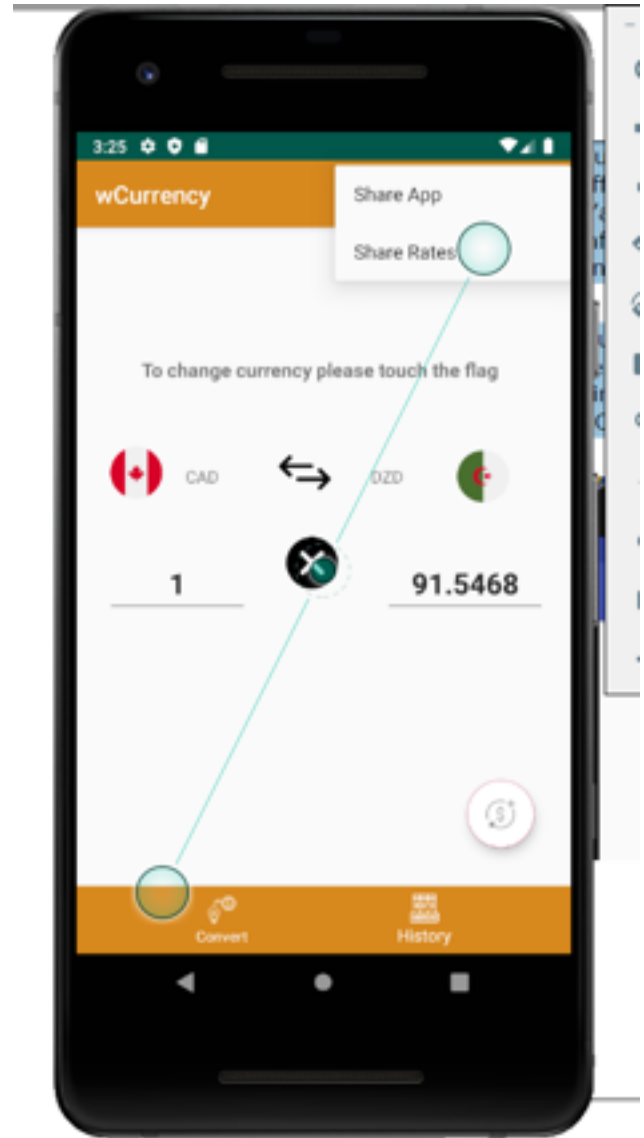 3:25
wCurrency
Share App
Share Rates
To change currency please touch the flag
CAD
DZD
1
91.5468
Convert
History